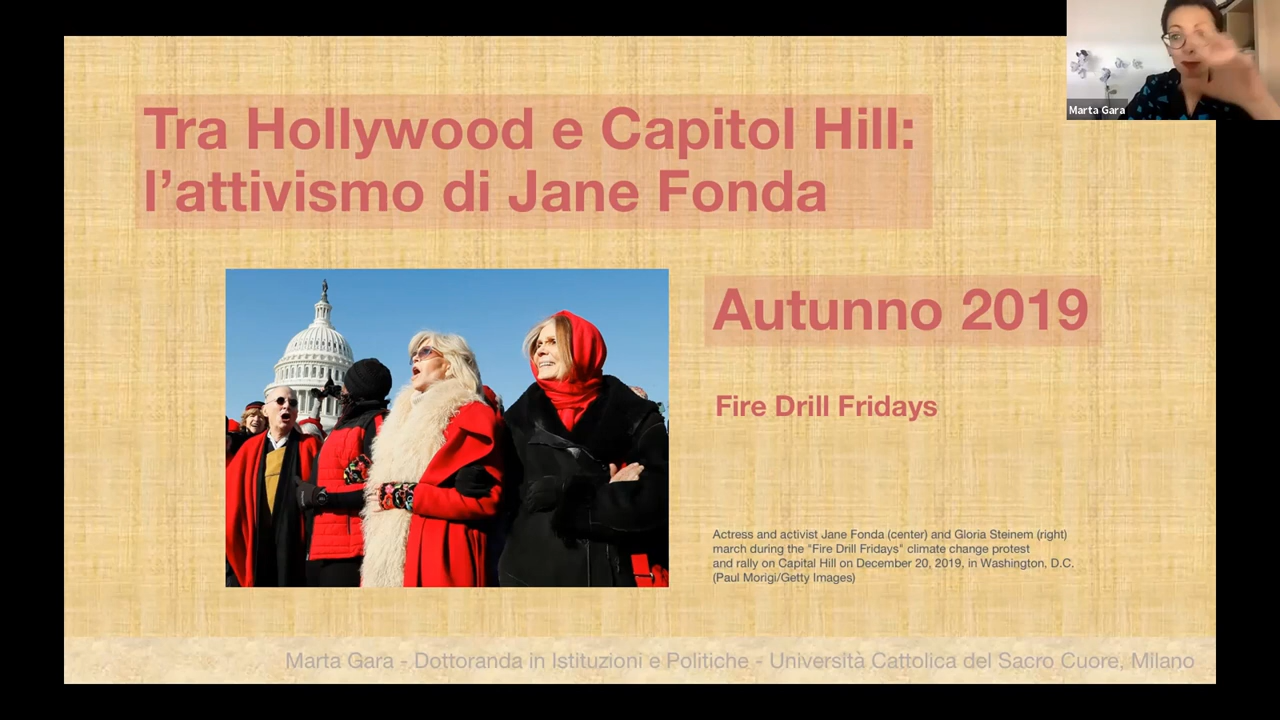 Tra Hollywood e Capitol Hill:
l’attivismo di Jane Fonda
Autunno 2019
Fire Drill Fridays
Actress and activist Jane Fonda (center) and Gloria Steinem (right)
march during the "Fire Drill Fridays" climate change protest
and rally on Capital Hill on December 20, 2019, in Washington, D.C.
(Paul Morigi/Getty Images)
Marta Gara - Dottoranda in Istituzioni e Politiche - Università Cattolica del Sacro Cuore, Milano
Marta Gara